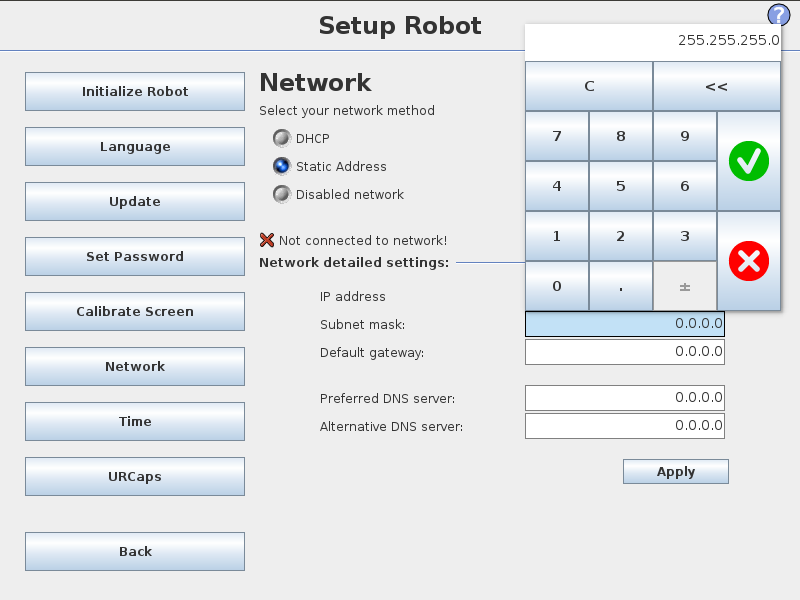 Setup Robot
?
255.255.255.0
Initialize Robot
Language
Update
Set Password
Calibrate Screen
Network
Time
URCaps
Back
Network
Select your network method
DHCP
Static Address
Disabled network
Not connected to network!
Network detailed settings:
IP address
Subnet mask: 0.0.0.0
Default gateway: 0.0.0.0
Preferred DNS server: 0.0.0.0
Alternative DNS server: 0.0.0.0
Apply
C <<
7 8 9
4 5 6
1 2 3
0 . ±